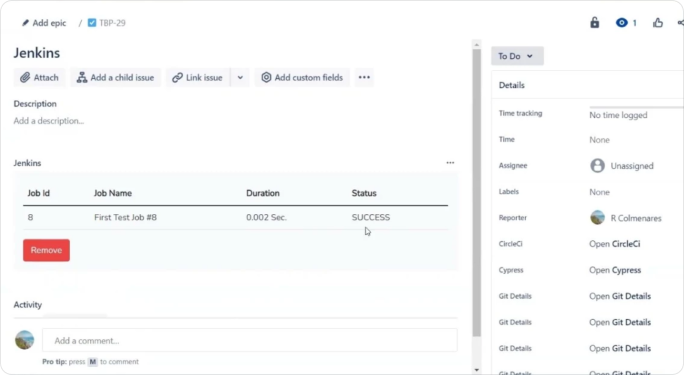 Add epic / TBP-29
1
Jenkins
Attach Add a child issue Link issue Add custom fields
Description
Add a description...
Jenkins
Job Id Job Name Duration Status
8 First Test Job #8 0.002 Sec. SUCCESS
Remove
Activity
Add a comment...
Pro tip: press M to comment
To Do
Details
Time tracking No time logged
Time None
Assignee Unassigned
Labels None
Reporter R Colmenares
CircleCI Open CircleCi
Cypress Open Cypress
Git Details Open Git Details
Git Details Open Git Details
Git Details Open Git Details
Git Details Open Git Details